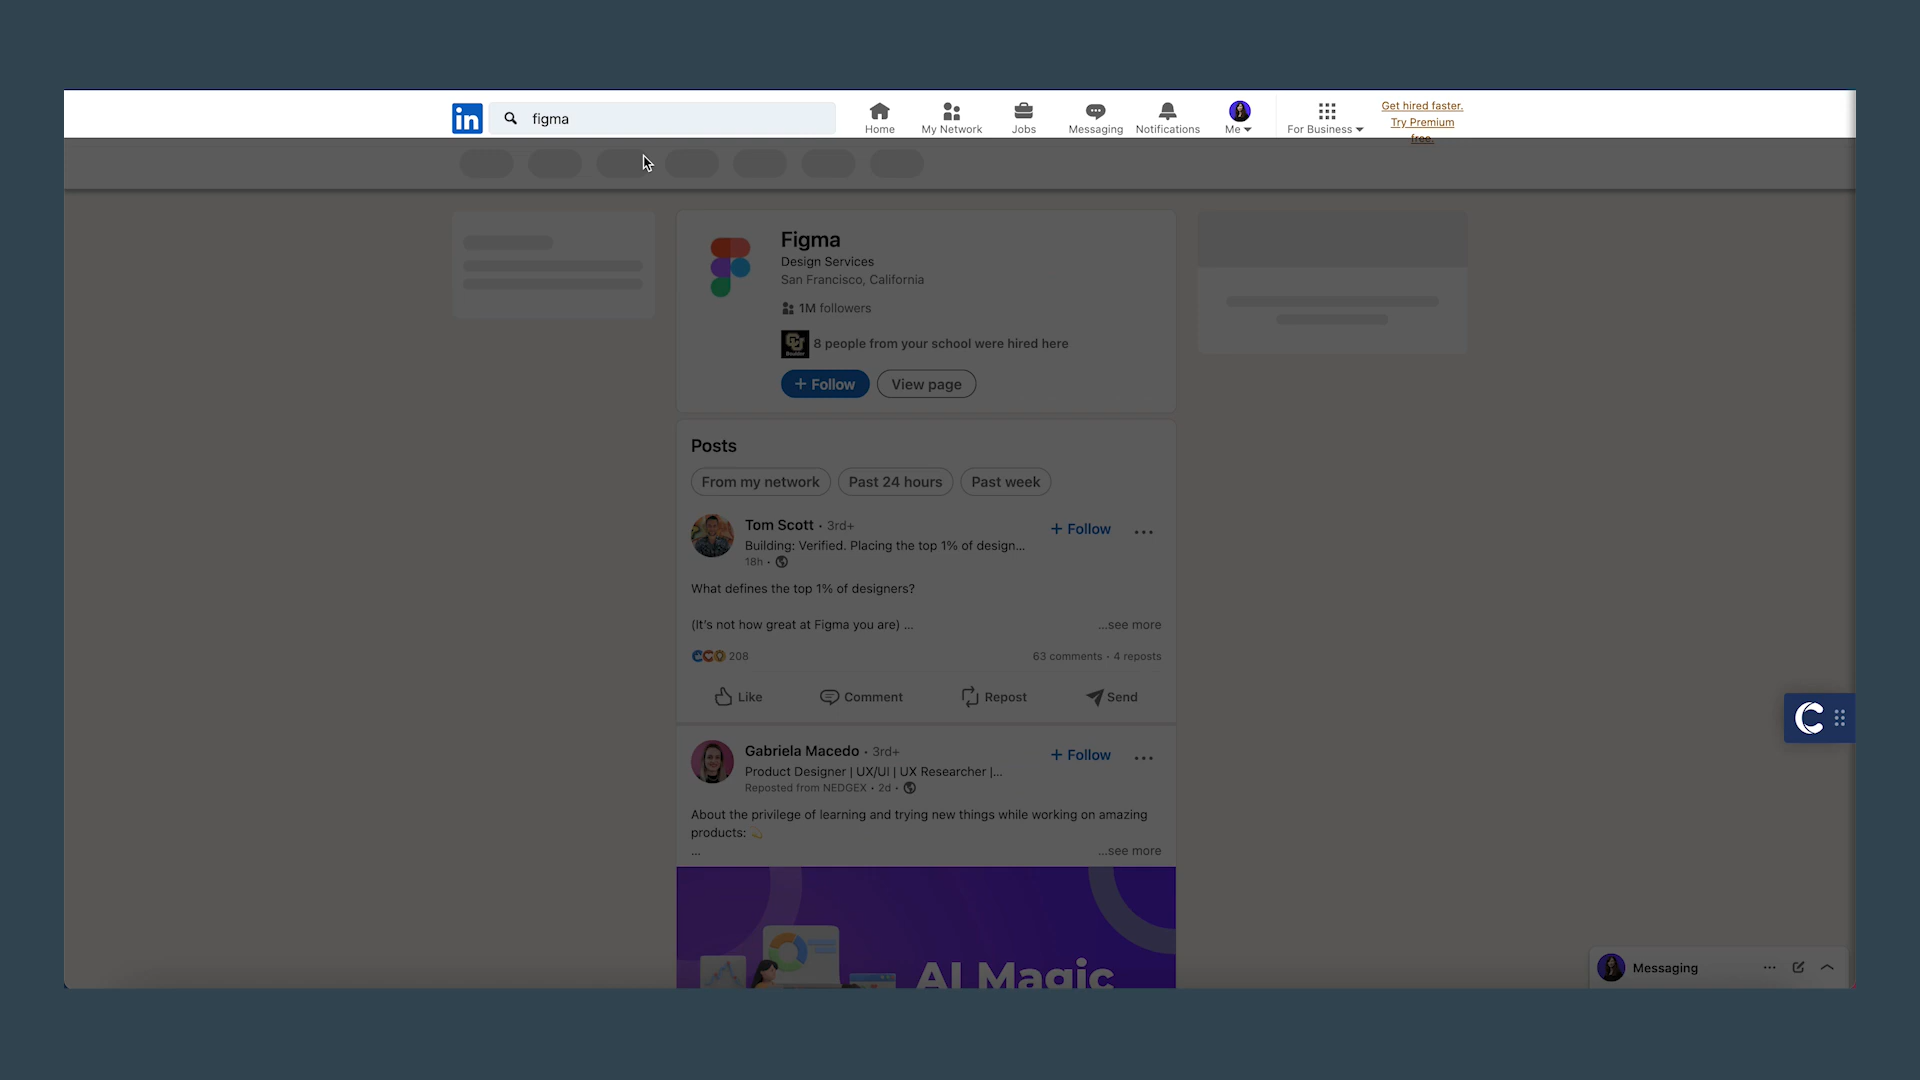 in
figma
Home
My Network
Jobs
Messaging
Notifications
Me
For Business
Get hired faster.
Try Premium
free.
Figma
Design Services
San Francisco, California
1M followers
8 people from your school were hired here
+ Follow
View page
Posts
From my network
Past 24 hours
Past week
Tom Scott · 3rd+
+ Follow
...
Building: Verified. Placing the top 1% of design...
18h ·
What defines the top 1% of designers?
(It's not how great at Figma you are) ...
...see more
208
63 comments · 4 reposts
Like
Comment
Repost
Send
Gabriela Macedo · 3rd+
+ Follow
...
Product Designer | UX/UI | UX Researcher |...
Reposted from NEDGEX · 2d ·
About the privilege of learning and trying new things while working on amazing
products: 💫
...
...see more
AI Magic
C
Messaging
...